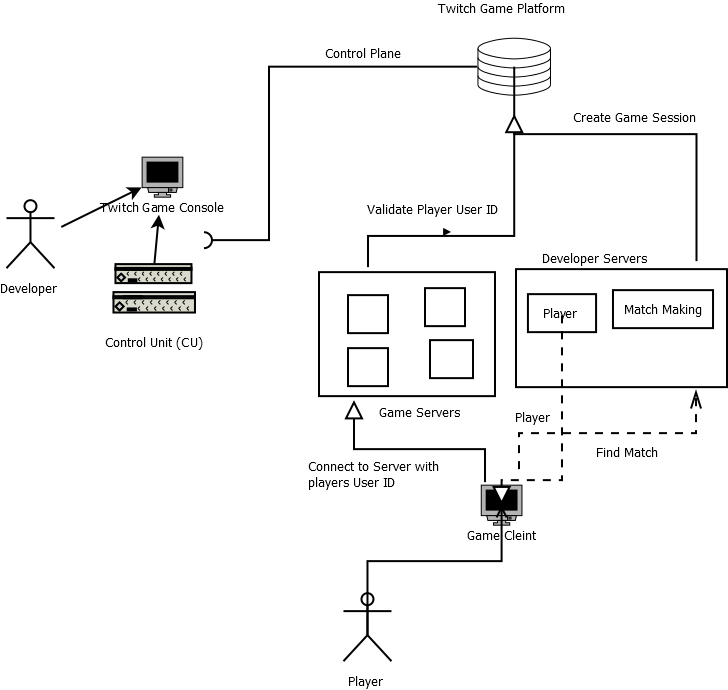 Twitch Game Platform
Control Plane
Create Game Session
Twitch Game Console
Validate Player User ID
Developer
Developer Servers
Player
Match Making
Control Unit (CU)
Game Servers
Player
Find Match
Connect to Server with
players User ID
Game Cleint
Player